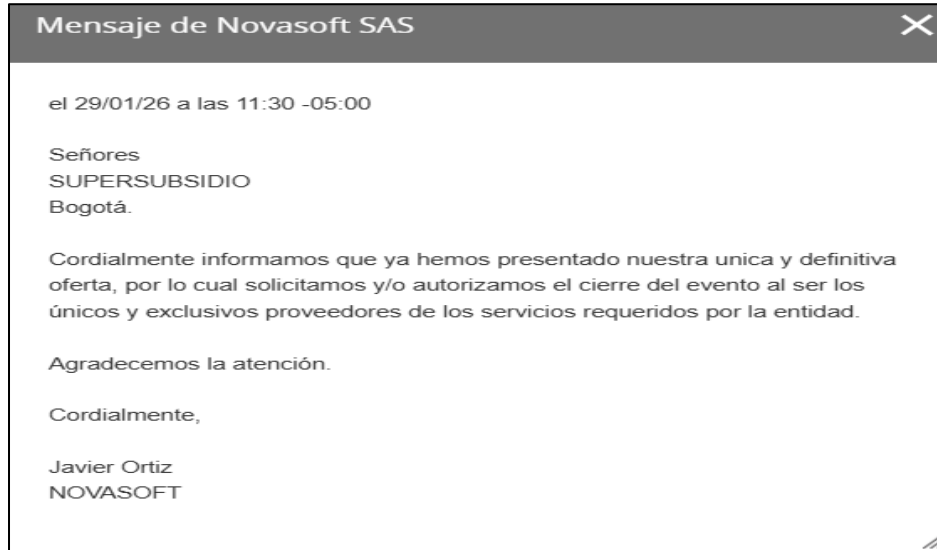 Mensaje de Novasoft SAS
el 29/01/26 a las 11:30 -05:00
Señores
SUPERSUBSIDIO
Bogotá.
Cordialmente informamos que ya hemos presentado nuestra unica y definitiva
oferta, por lo cual solicitamos y/o autorizamos el cierre del evento al ser los
únicos y exclusivos proveedores de los servicios requeridos por la entidad.
Agradecemos la atención.
Cordialmente,
Javier Ortiz
NOVASOFT